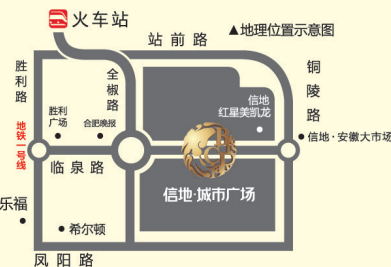 火车站
站前路
▲地理位置示意图
胜利路
全椒路
铜陵路
信地
红星美凯龙
胜利
广场
合肥晚报
地铁一号线
信地·安徽大市场
临泉路
信地·城市广场
乐福
希尔顿
凤阳路